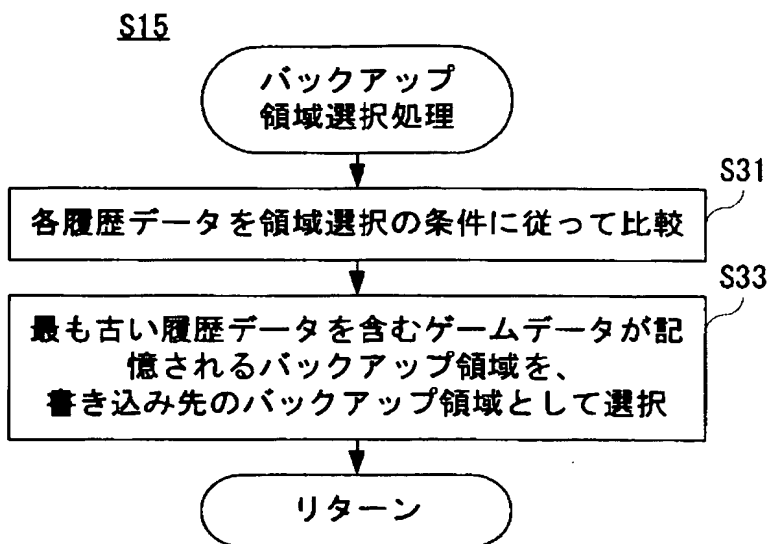 S15
バックアップ
領域選択処理
S31
各履歴データを領域選択の条件に従って比較
S33
最も古い履歴データを含むゲームデータが記
憶されるバックアップ領域を、
書き込み先のバックアップ領域として選択
リターン